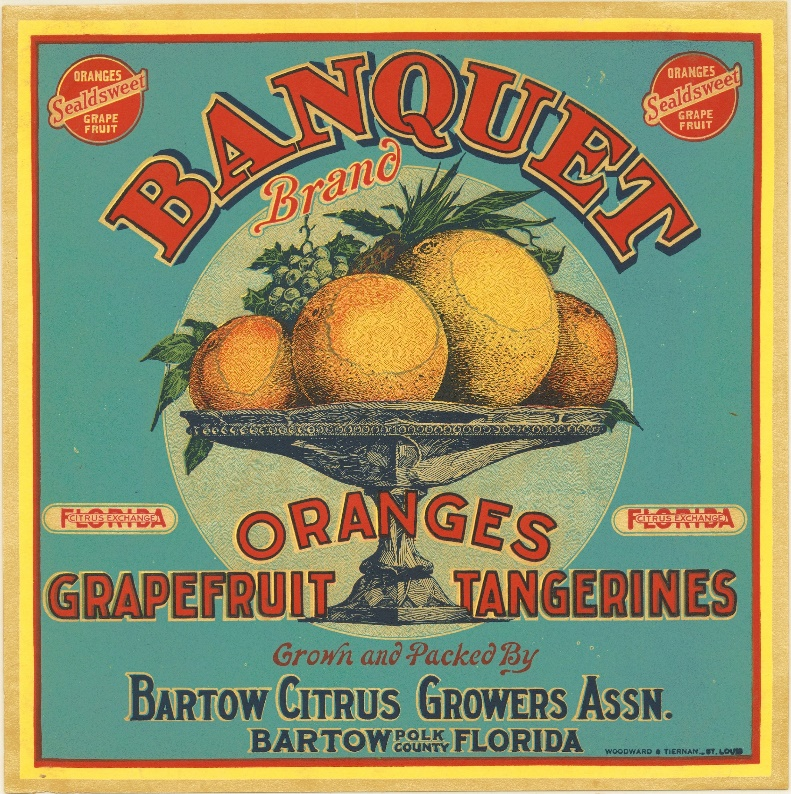 BANQUET
Brand
ORANGES
Sealdsweet
GRAPE
FRUIT
ORANGES
Sealdsweet
GRAPE
FRUIT
FLORIDA
CITRUS EXCHANGE
FLORIDA
CITRUS EXCHANGE
ORANGES
GRAPEFRUIT TANGERINES
Grown and Packed By
BARTOW CITRUS GROWERS ASSN.
BARTOW POLK COUNTY FLORIDA
WOODWARD & TIERNAN., ST. LOUIS